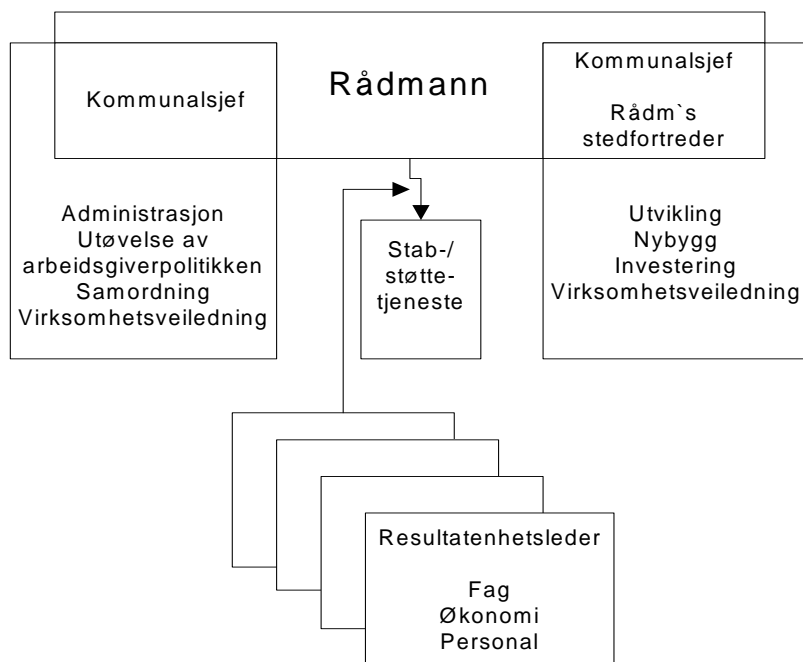 Kommunalsjef
Rådmann
Kommunalsjef
Rådm`s
stedfortreder
Administrasjon
Utøvelse av
arbeidsgiverpolitikken
Samordning
Virksomhetsveiledning
Stab-/
støtte-
tjeneste
Utvikling
Nybygg
Investering
Virksomhetsveiledning
Resultatenhetsleder
Fag
Økonomi
Personal